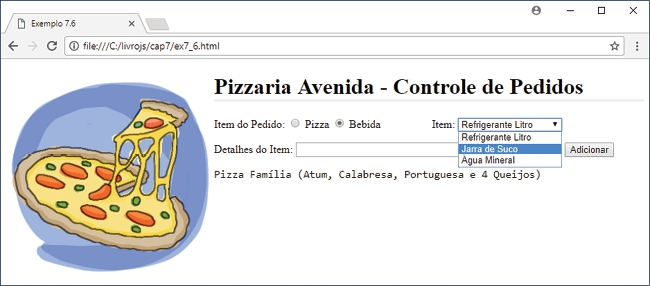 Exemplo 7.6
file:///C:/livrojs/cap7/ex7_6.html
Pizzaria Avenida - Controle de Pedidos
Item do Pedido: Pizza Bebida Item: Refrigerante Litro
Refrigerante Litro
Jarra de Suco
Água Mineral
Detalhes do Item: Adicionar
Pizza Família (Atum, Calabresa, Portuguesa e 4 Queijos)